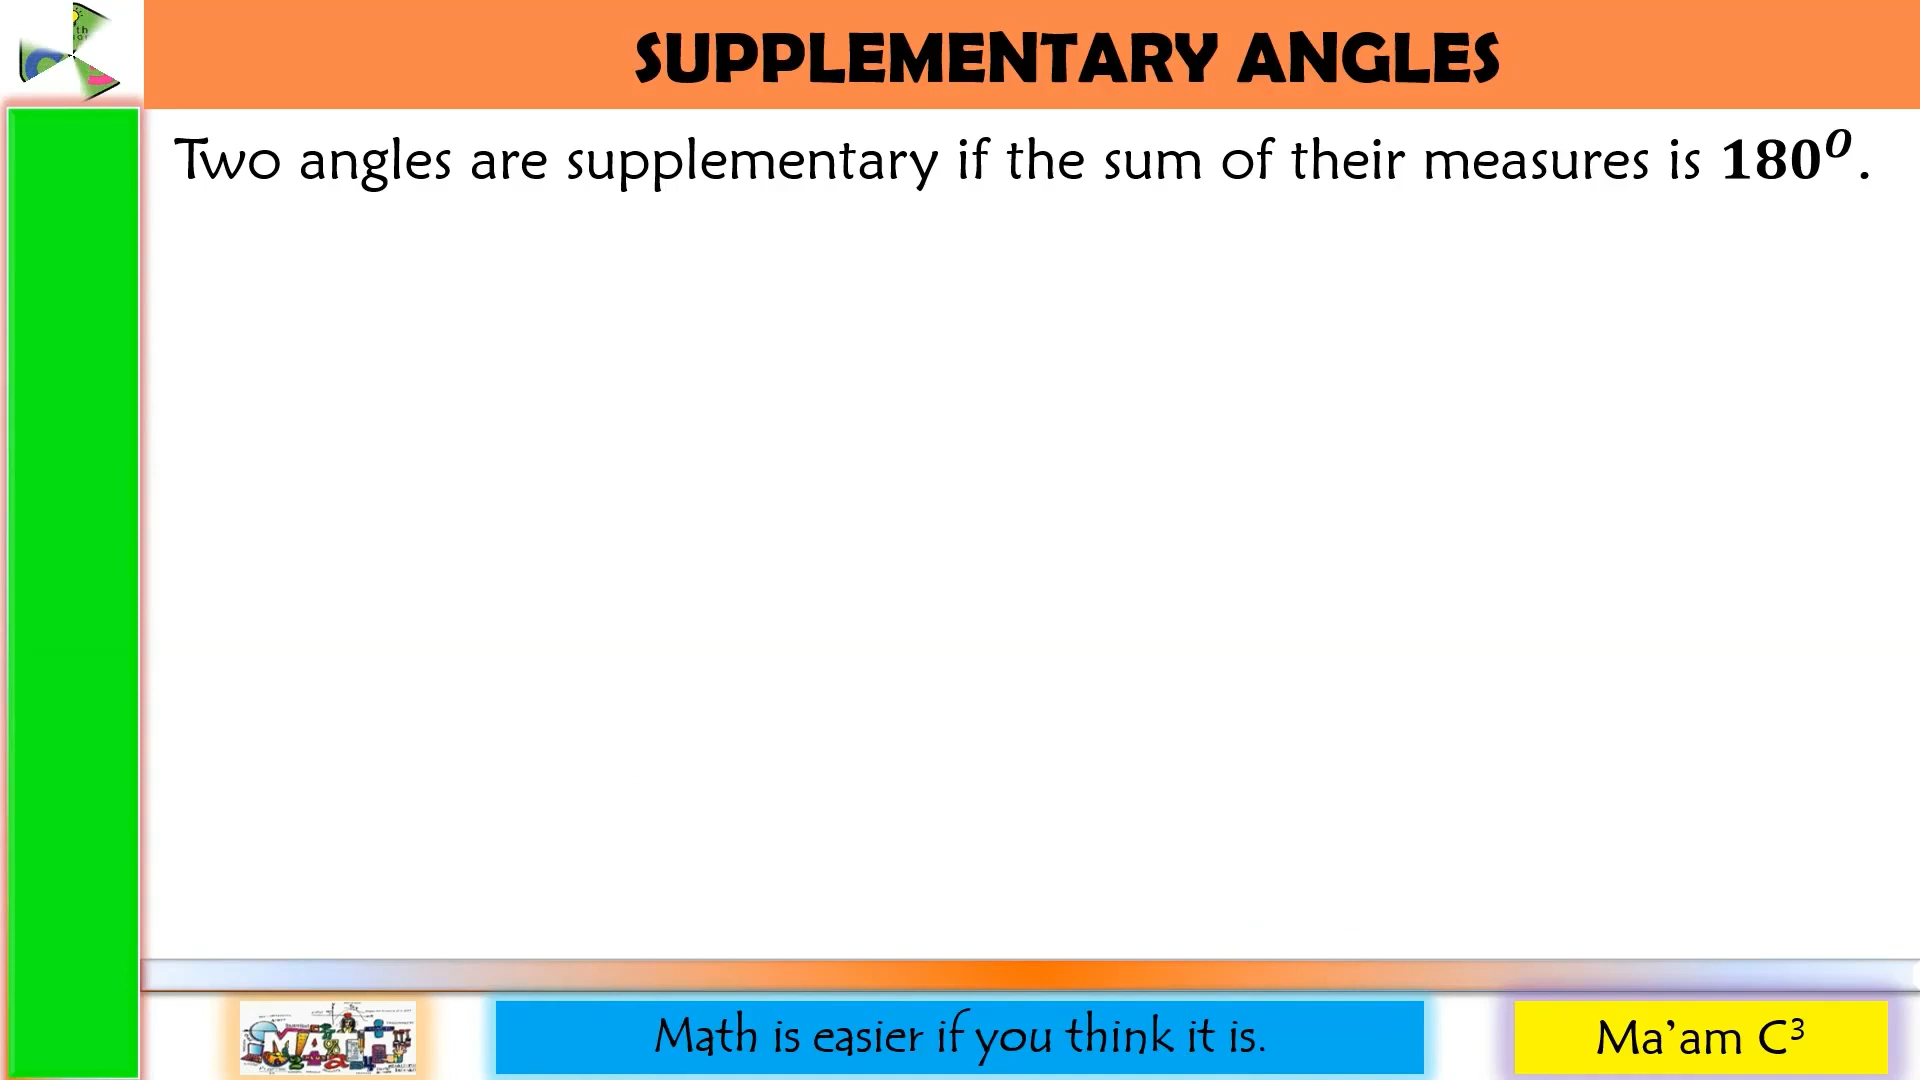 SUPPLEMENTARY ANGLES
Two angles are supplementary if the sum of their measures is 180⁰.
MATH
Math is easier if you think it is.
Ma’am C³